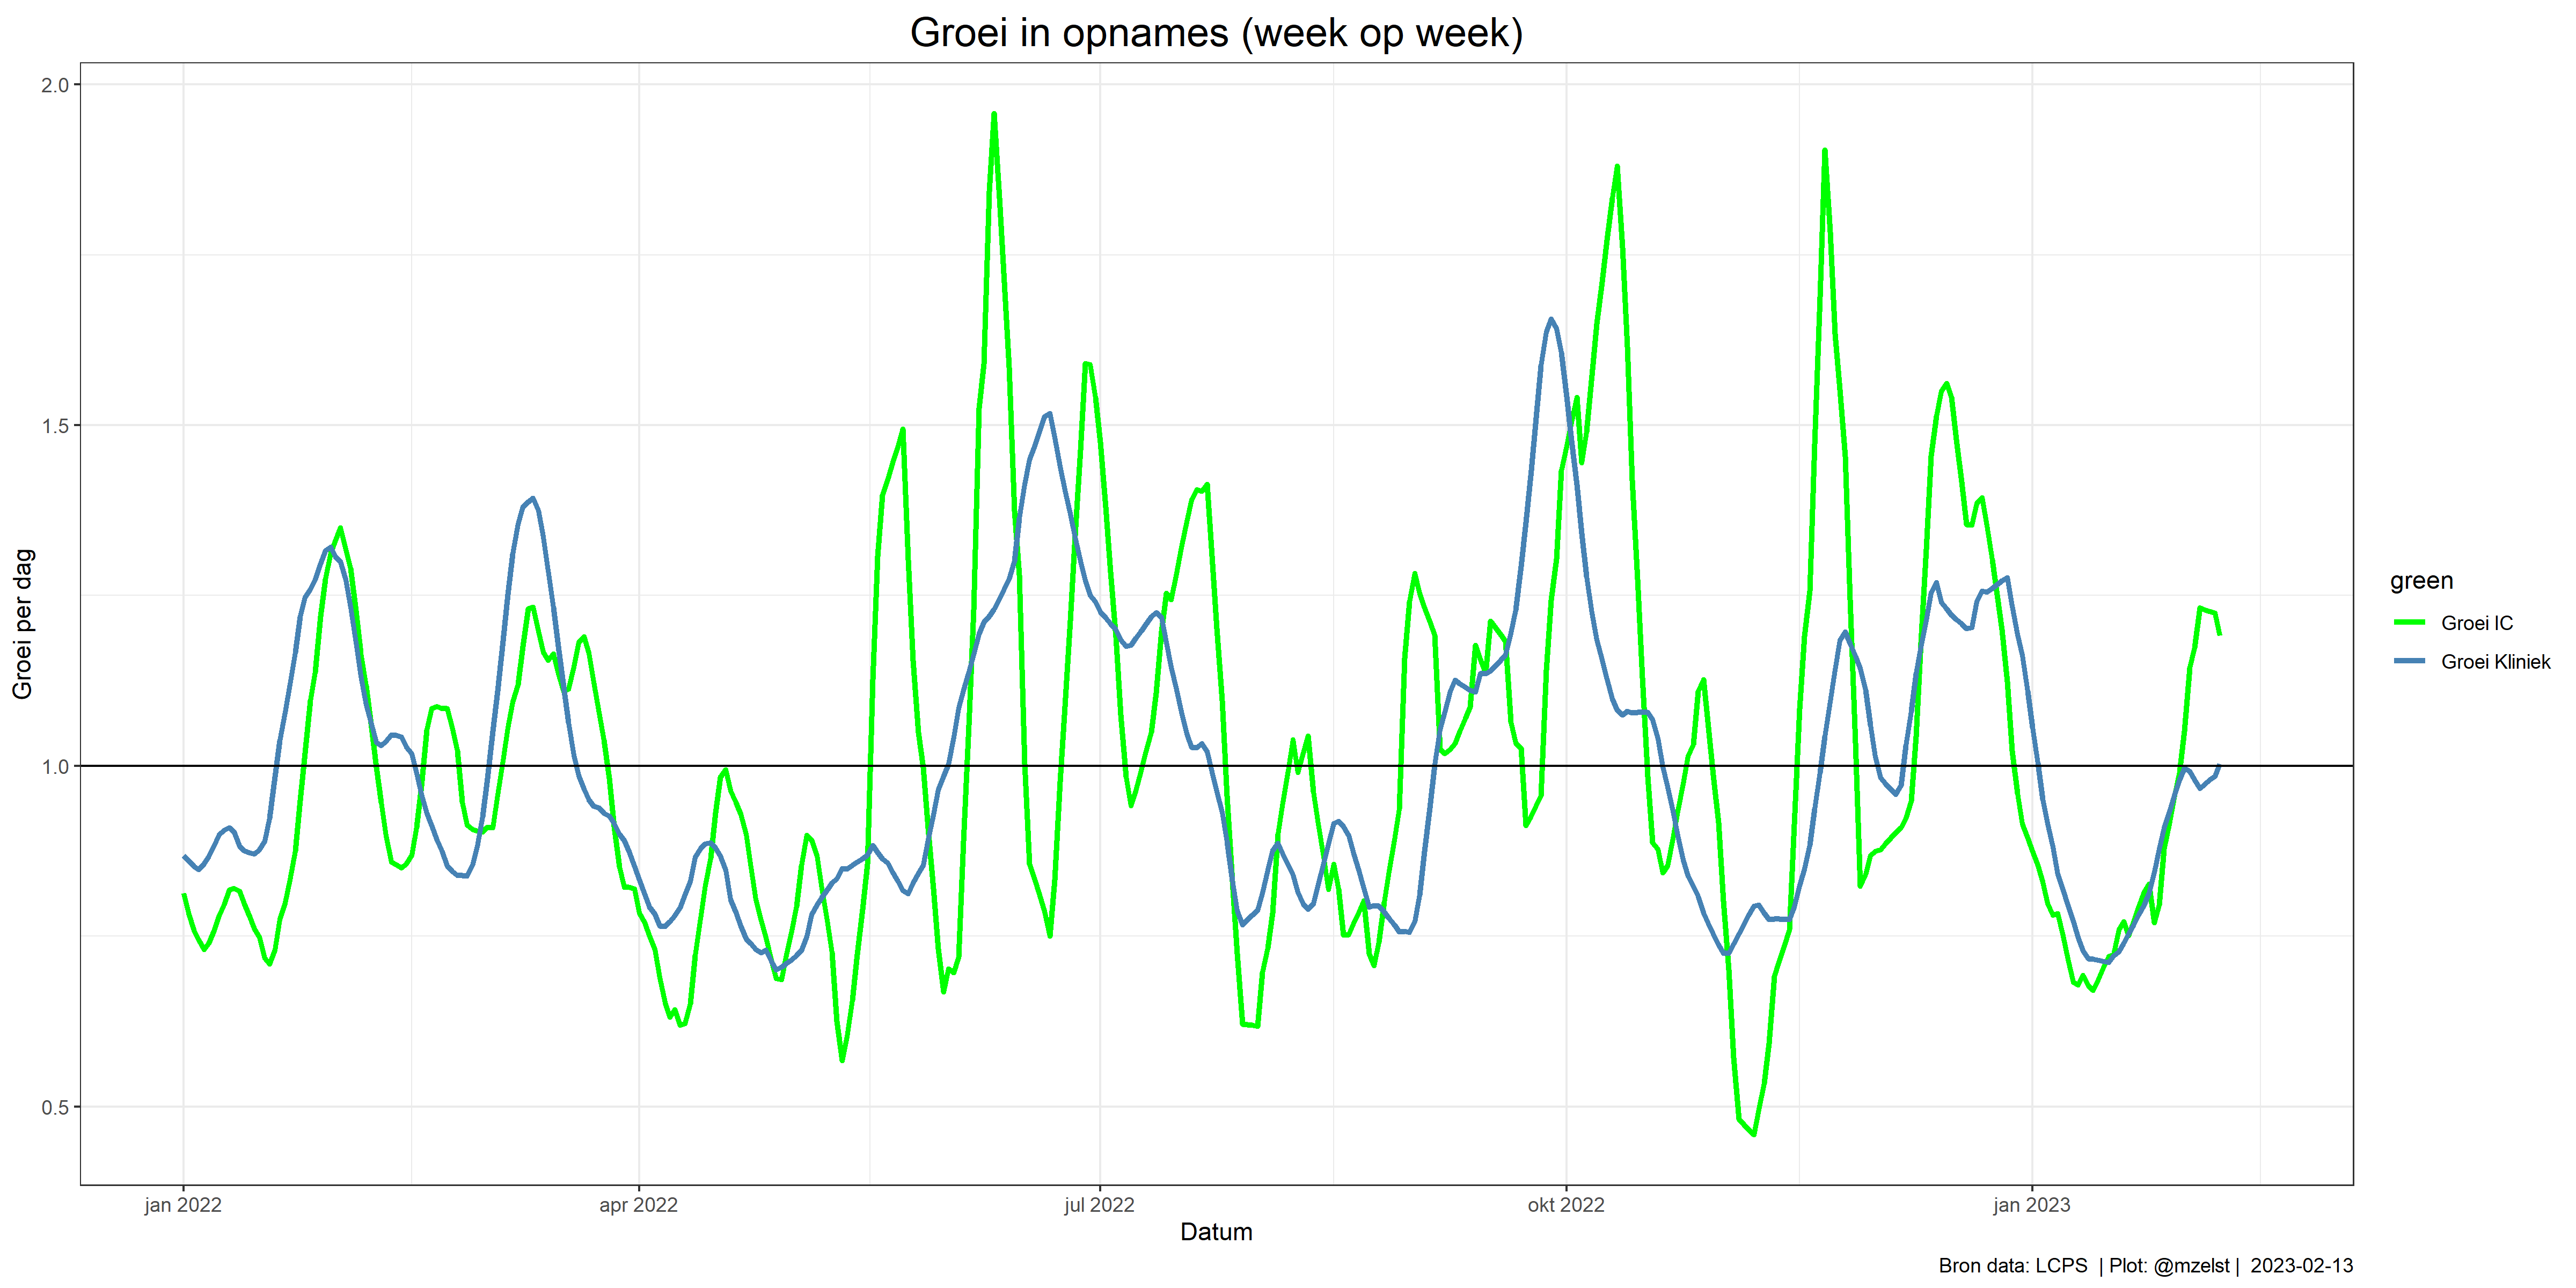 Groei in opnames (week op week)
2.0
1.5
1.0
0.5
Groei per dag
jan 2022
apr 2022
jul 2022
okt 2022
jan 2023
Datum
green
Groei IC
Groei Kliniek
Bron data: LCPS | Plot: @mzelst | 2023-02-13